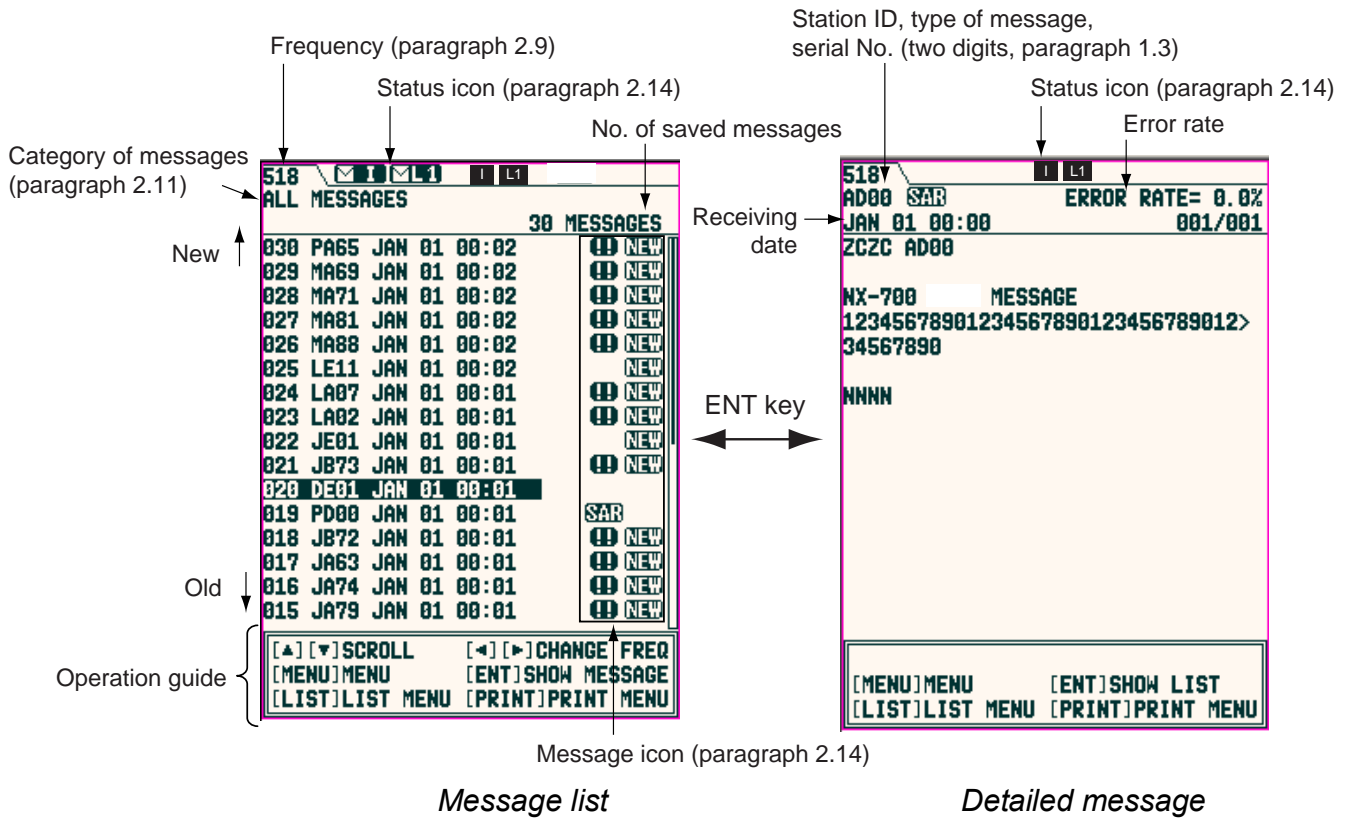 Station ID, type of message,
serial No. (two digits, paragraph 1.3)
Frequency (paragraph 2.9)
Status icon (paragraph 2.14)
Status icon (paragraph 2.14)
No. of saved messages
Error rate
Category of messages
(paragraph 2.11)
New
Old
Operation guide
518 I L1 I L1
ALL MESSAGES
30 MESSAGES
030 PA65 JAN 01 00:02 !! NEW
029 MA69 JAN 01 00:02 !! NEW
028 MA71 JAN 01 00:02 !! NEW
027 MA81 JAN 01 00:02 !! NEW
026 MA88 JAN 01 00:02 !! NEW
025 LE11 JAN 01 00:02 NEW
024 LA07 JAN 01 00:01 !! NEW
023 LA02 JAN 01 00:01 !! NEW
022 JE01 JAN 01 00:01 NEW
021 JB73 JAN 01 00:01 !! NEW
020 DE01 JAN 01 00:01
019 PD00 JAN 01 00:01 SAR
018 JB72 JAN 01 00:01 !! NEW
017 JA63 JAN 01 00:01 !! NEW
016 JA74 JAN 01 00:01 !! NEW
015 JA79 JAN 01 00:01 !! NEW
[▲][▼]SCROLL [◄][►]CHANGE FREQ
[MENU]MENU [ENT]SHOW MESSAGE
[LIST]LIST MENU [PRINT]PRINT MENU
Message icon (paragraph 2.14)
Message list
ENT key
Receiving
date
518 I L1
AD00 SAR ERROR RATE= 0.0%
JAN 01 00:00 001/001
ZCZC AD00
NX-700 MESSAGE
12345678901234567890123456789012>
34567890
NNNN
[MENU]MENU [ENT]SHOW LIST
[LIST]LIST MENU [PRINT]PRINT MENU
Detailed message